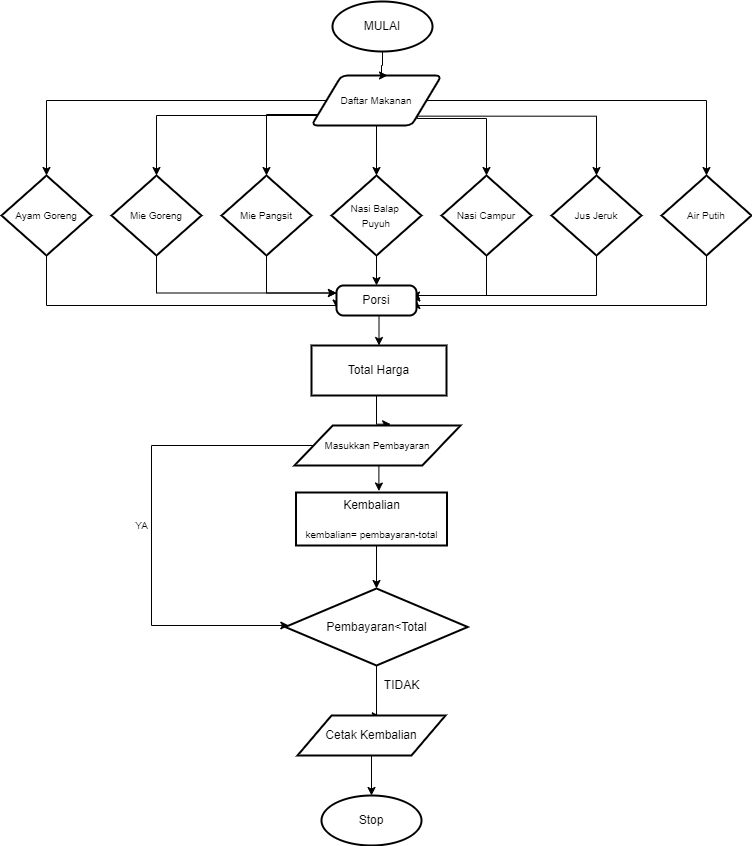 MULAI
Daftar Makanan
Ayam Goreng
Mie Goreng
Mie Pangsit
Nasi Balap
Puyuh
Nasi Campur
Jus Jeruk
Air Putih
Porsi
Total Harga
Masukkan Pembayaran
Kembalian
kembalian= pembayaran-total
YA
Pembayaran<Total
TIDAK
Cetak Kembalian
Stop